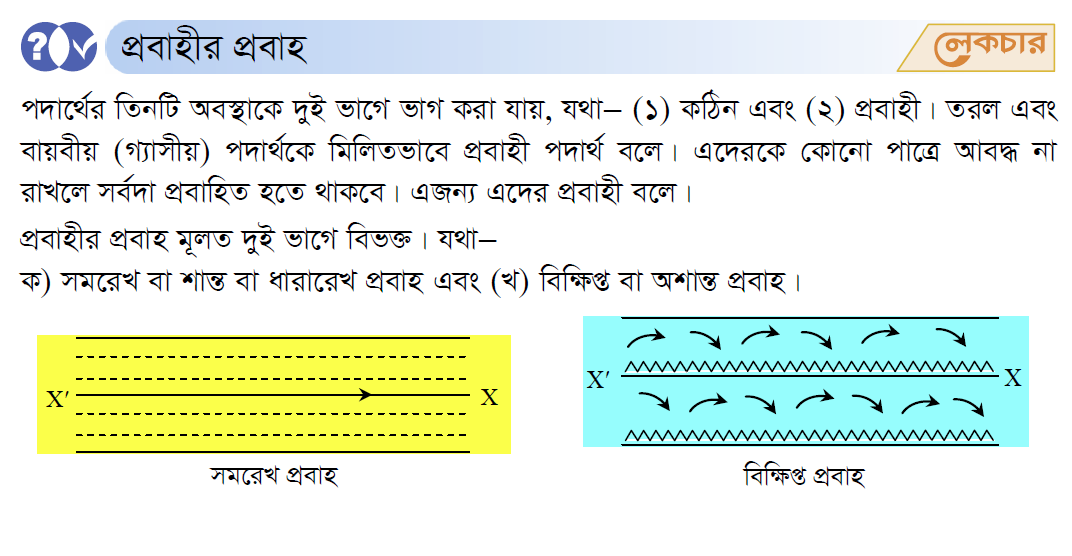 প্রবাহীর প্রবাহ
লেকচার
পদার্থের তিনটি অবস্থাকে দুই ভাগে ভাগ করা যায়, যথা– (১) কঠিন এবং (২) প্রবাহী। তরল এবং
বায়বীয় (গ্যাসীয়) পদার্থকে মিলিতভাবে প্রবাহী পদার্থ বলে। এদেরকে কোনো পাত্রে আবদ্ধ না
রাখলে সর্বদা প্রবাহিত হতে থাকবে। এজন্য এদের প্রবাহী বলে।
প্রবাহীর প্রবাহ মূলত দুই ভাগে বিভক্ত। যথা–
ক) সমরেখ বা শান্ত বা ধারারেখ প্রবাহ এবং (খ) বিক্ষিপ্ত বা অশান্ত প্রবাহ।
X′ X
সমরেখ প্রবাহ
X′ X
বিক্ষিপ্ত প্রবাহ